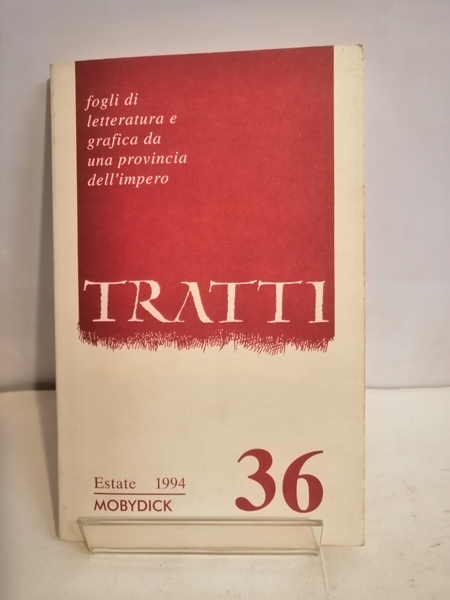 fogli di
letteratura e
grafica da
una provincia
dell'impero
TRATTI
Estate 1994
MOBYDICK
36